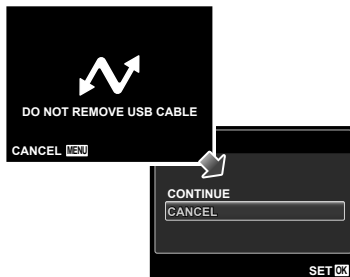 DO NOT REMOVE USB CABLE
CANCEL MENU
CONTINUE
CANCEL
SET OK